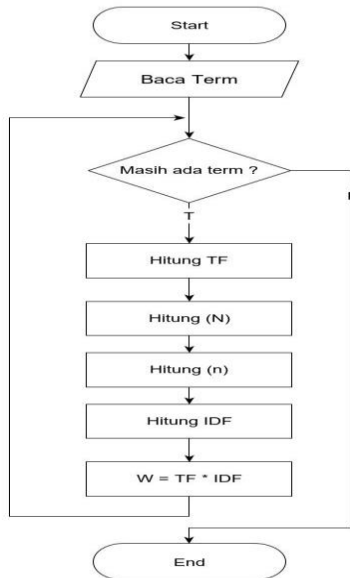 Start
Baca Term
Masih ada term ?
T
Hitung TF
Hitung (N)
Hitung (n)
Hitung IDF
W = TF * IDF
End